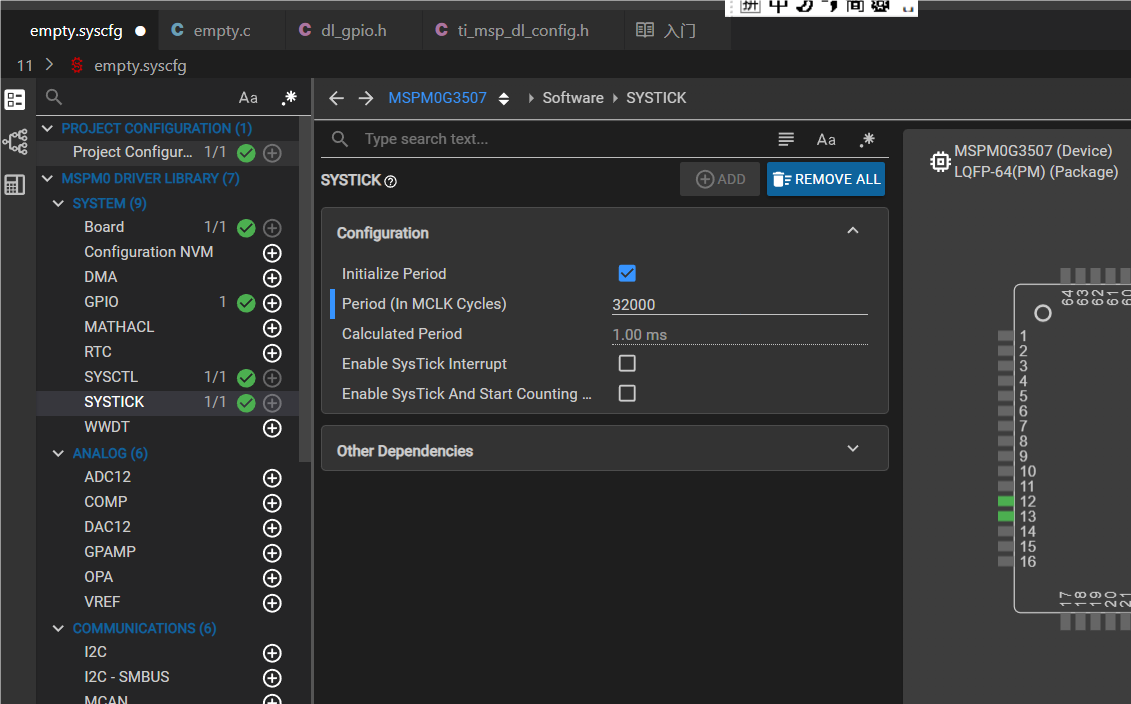 拼 中 简
empty.syscfg
C empty.c
C dl_gpio.h
C ti_msp_dl_config.h
入门
11 > empty.syscfg
Aa .*
PROJECT CONFIGURATION (1)
Project Configur... 1/1
MSPM0 DRIVER LIBRARY (7)
SYSTEM (9)
Board 1/1
Configuration NVM
DMA
GPIO 1
MATHACL
RTC
SYSCTL 1/1
SYSTICK 1/1
WWDT
ANALOG (6)
ADC12
COMP
DAC12
GPAMP
OPA
VREF
COMMUNICATIONS (6)
I2C
I2C - SMBUS
MCAN
MSPM0G3507 Software SYSTICK
Type search text... Aa .*
SYSTICK ADD REMOVE ALL
Configuration
Initialize Period
Period (In MCLK Cycles) 32000
Calculated Period 1.00 ms
Enable SysTick Interrupt
Enable SysTick And Start Counting ...
Other Dependencies
MSPM0G3507 (Device)
LQFP-64(PM) (Package)
64 63 62 61 60
1
2
3
4
5
6
7
8
9
10
11
12
13
14
15
16
17 18 19 20 21